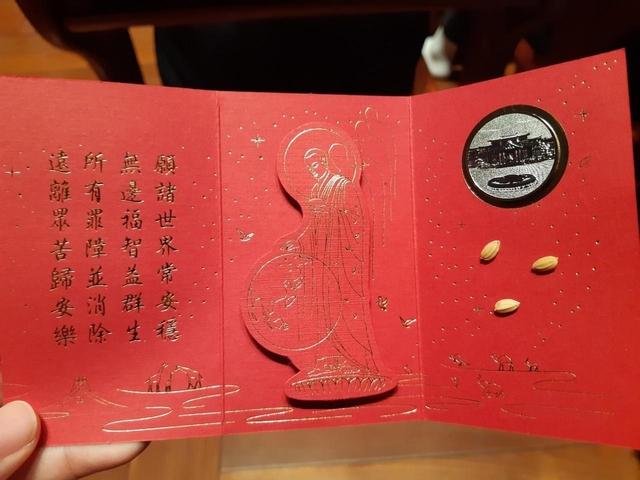 願諸世界常安穩
無邊福智益群生
所有罪障並消除
遠離眾苦歸安樂